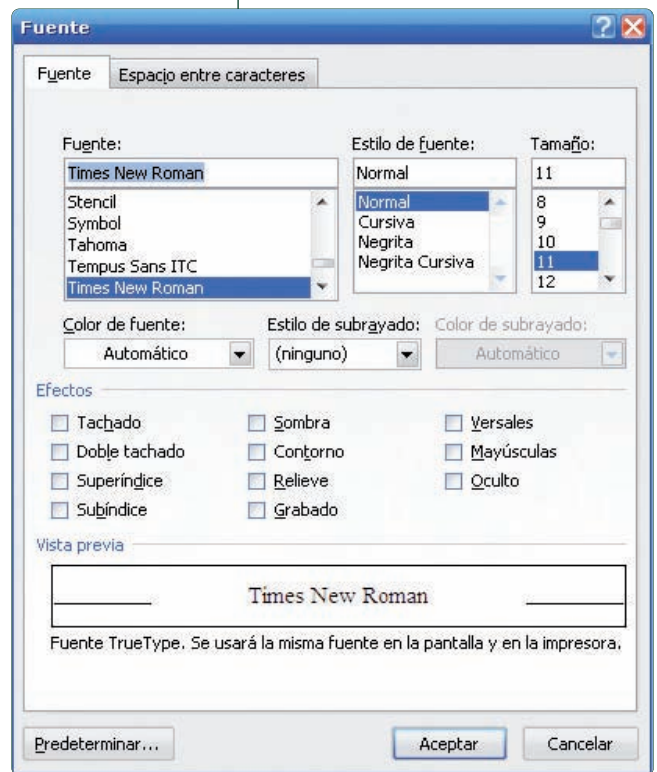 Fuente
Fuente Espacio entre caracteres
Fuente: Estilo de fuente: Tamaño:
Times New Roman Normal 11
Stencil Normal 8
Symbol Cursiva 9
Tahoma Negrita 10
Tempus Sans ITC Negrita Cursiva 11
Times New Roman 12
Color de fuente: Estilo de subrayado: Color de subrayado:
Automático (ninguno) Automático
Efectos
Tachado Sombra Versales
Doble tachado Contorno Mayúsculas
Superíndice Relieve Oculto
Subíndice Grabado
Vista previa
Times New Roman
Fuente TrueType. Se usará la misma fuente en la pantalla y en la impresora.
Predeterminar... Aceptar Cancelar